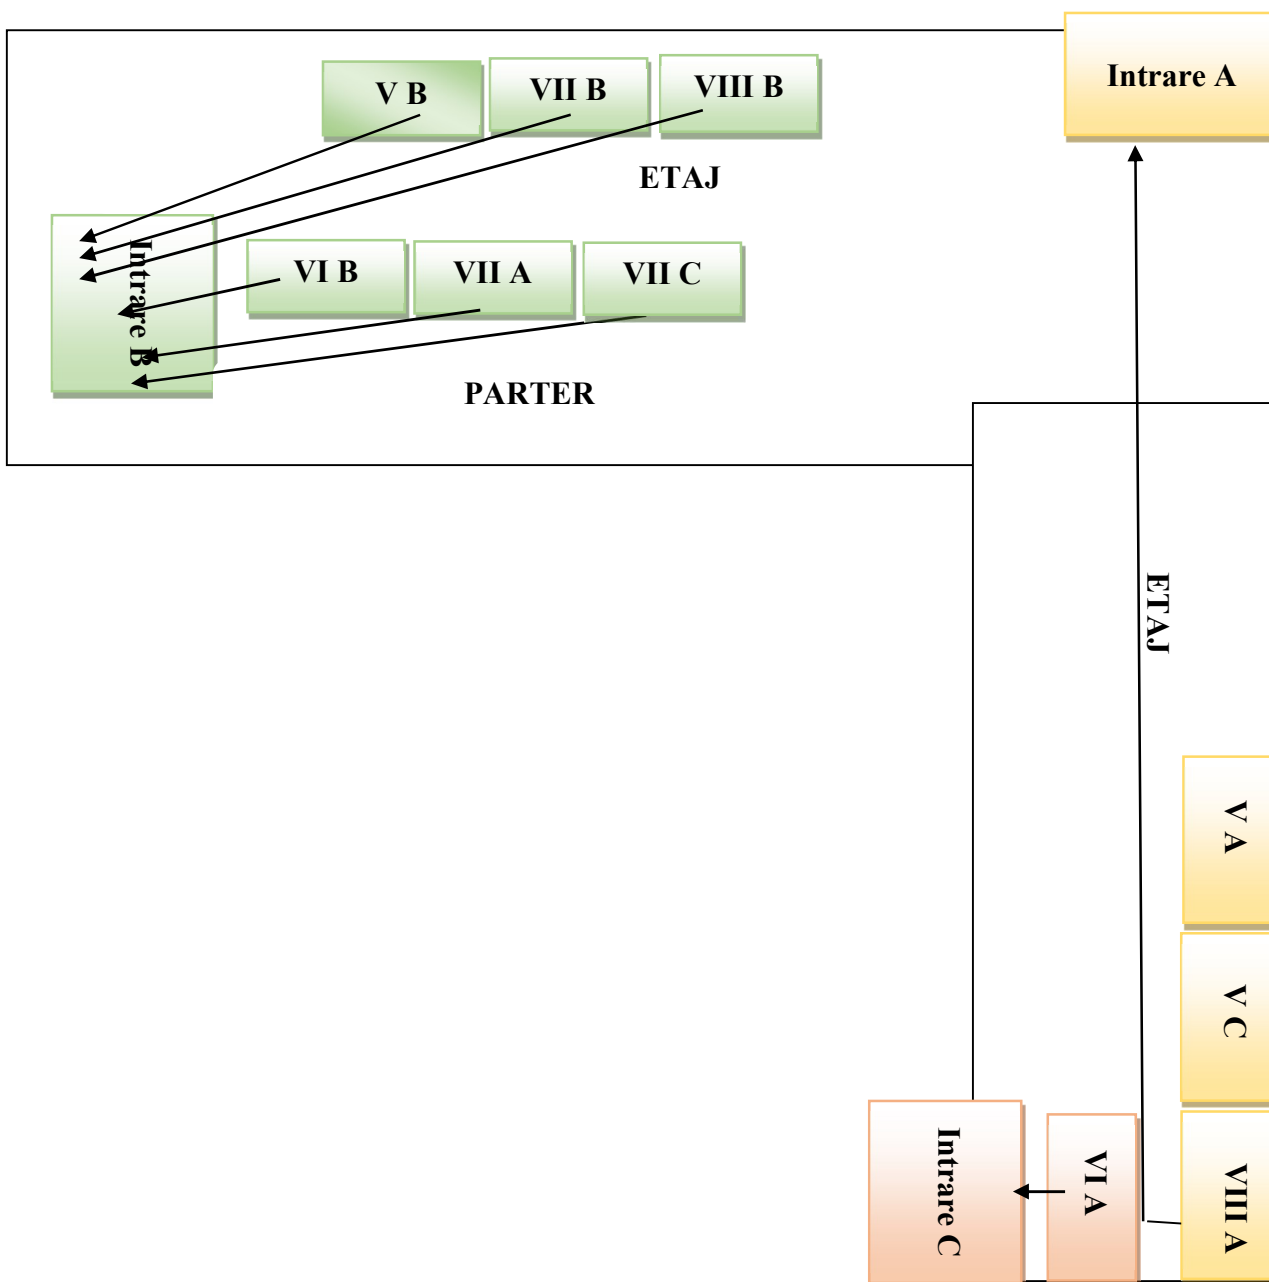 Intrare A
V B
VII B
VIII B
ETAJ
Intrare B
VI B
VII A
VII C
PARTER
ETAJ
V A
V C
Intrare C
VI A
VIII A